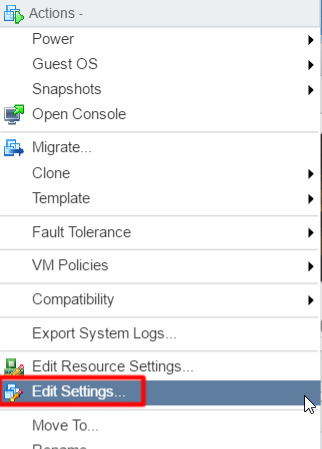 Actions -
Power
Guest OS
Snapshots
Open Console
Migrate...
Clone
Template
Fault Tolerance
VM Policies
Compatibility
Export System Logs...
Edit Resource Settings...
Edit Settings...
Move To...
Rename